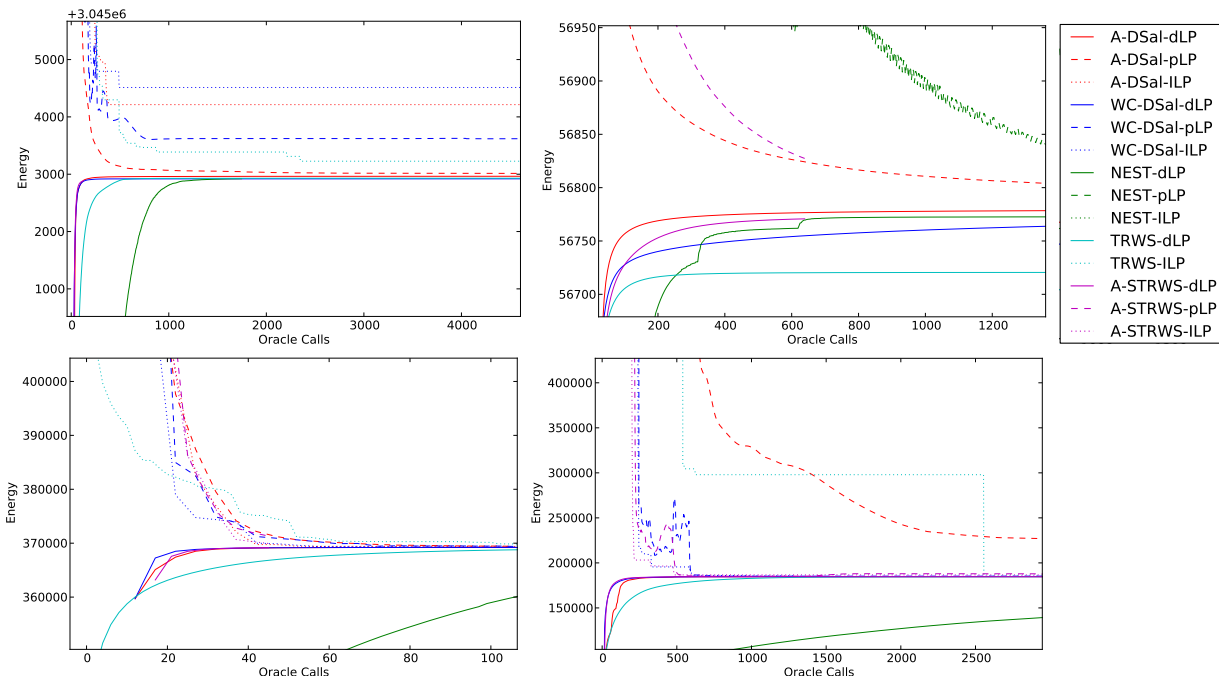 +3.045e6
5000
4000
3000
2000
1000
Energy
0 1000 2000 3000 4000
Oracle Calls
56950
56900
56850
56800
56750
56700
Energy
200 400 600 800 1000 1200
Oracle Calls
A-DSal-dLP
A-DSal-pLP
A-DSal-ILP
WC-DSal-dLP
WC-DSal-pLP
WC-DSal-ILP
NEST-dLP
NEST-pLP
NEST-ILP
TRWS-dLP
TRWS-ILP
A-STRWS-dLP
A-STRWS-pLP
A-STRWS-ILP
400000
390000
380000
370000
360000
Energy
0 20 40 60 80 100
Oracle Calls
400000
350000
300000
250000
200000
150000
Energy
0 500 1000 1500 2000 2500
Oracle Calls